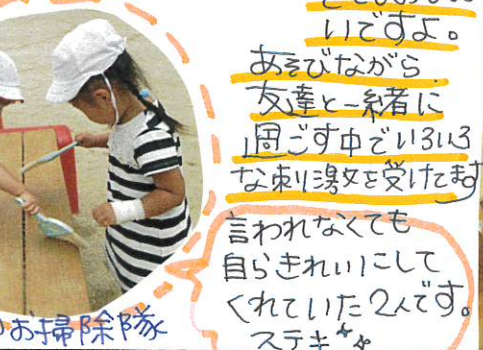 いですよ。
あそびながら
友達と一緒に
過ごす中でいろいろ
な刺激を受けてます
言われなくても
自らきれいにして
くれていた2人です。
ステキ
お掃除隊